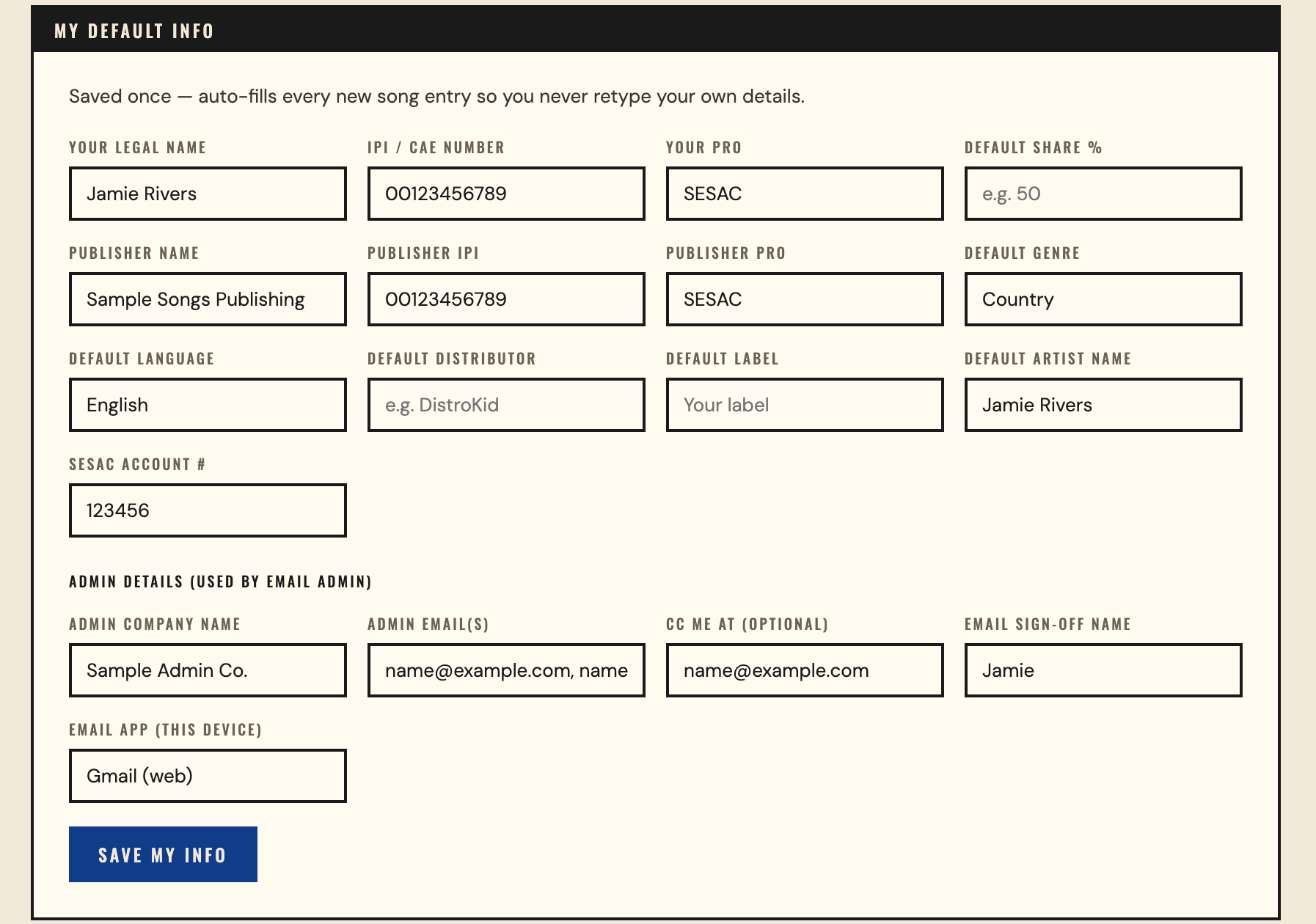 MY DEFAULT INFO
Saved once — auto-fills every new song entry so you never retype your own details.
YOUR LEGAL NAME IPI / CAE NUMBER YOUR PRO DEFAULT SHARE %
Jamie Rivers 00123456789 SESAC e.g. 50
PUBLISHER NAME PUBLISHER IPI PUBLISHER PRO DEFAULT GENRE
Sample Songs Publishing 00123456789 SESAC Country
DEFAULT LANGUAGE DEFAULT DISTRIBUTOR DEFAULT LABEL DEFAULT ARTIST NAME
English e.g. DistroKid Your label Jamie Rivers
SESAC ACCOUNT #
123456
ADMIN DETAILS (USED BY EMAIL ADMIN)
ADMIN COMPANY NAME ADMIN EMAIL(S) CC ME AT (OPTIONAL) EMAIL SIGN-OFF NAME
Sample Admin Co. name@example.com, name name@example.com Jamie
EMAIL APP (THIS DEVICE)
Gmail (web)
SAVE MY INFO